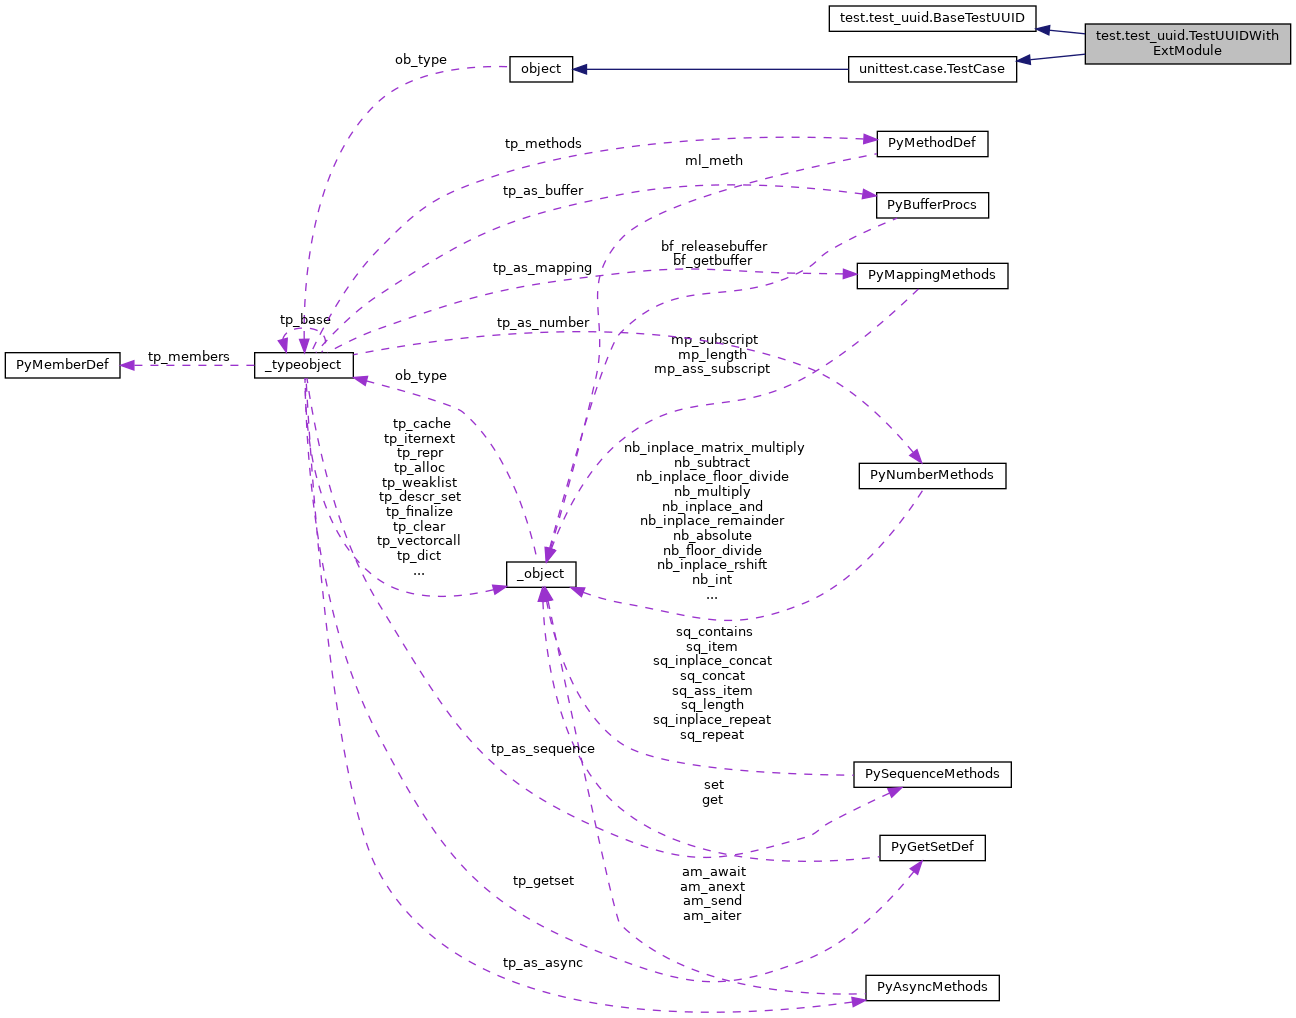 test.test_uuid.BaseTestUUID
test.test_uuid.TestUUIDWith
ExtModule
ob_type
object
unittest.case.TestCase
tp_methods
PyMethodDef
ml_meth
tp_as_buffer
PyBufferProcs
bf_releasebuffer
bf_getbuffer
tp_as_mapping
PyMappingMethods
tp_base
tp_as_number
mp_subscript
mp_length
mp_ass_subscript
PyMemberDef
tp_members
_typeobject
ob_type
tp_cache
tp_iternext
tp_repr
tp_alloc
tp_weaklist
tp_descr_set
tp_finalize
tp_clear
tp_vectorcall
tp_dict
...
nb_inplace_matrix_multiply
nb_subtract
nb_inplace_floor_divide
nb_multiply
nb_inplace_and
nb_inplace_remainder
nb_absolute
nb_floor_divide
nb_inplace_rshift
nb_int
...
PyNumberMethods
_object
sq_contains
sq_item
sq_inplace_concat
sq_concat
sq_ass_item
sq_length
sq_inplace_repeat
sq_repeat
tp_as_sequence
PySequenceMethods
set
get
PyGetSetDef
tp_getset
am_await
am_anext
am_send
am_aiter
tp_as_async
PyAsyncMethods